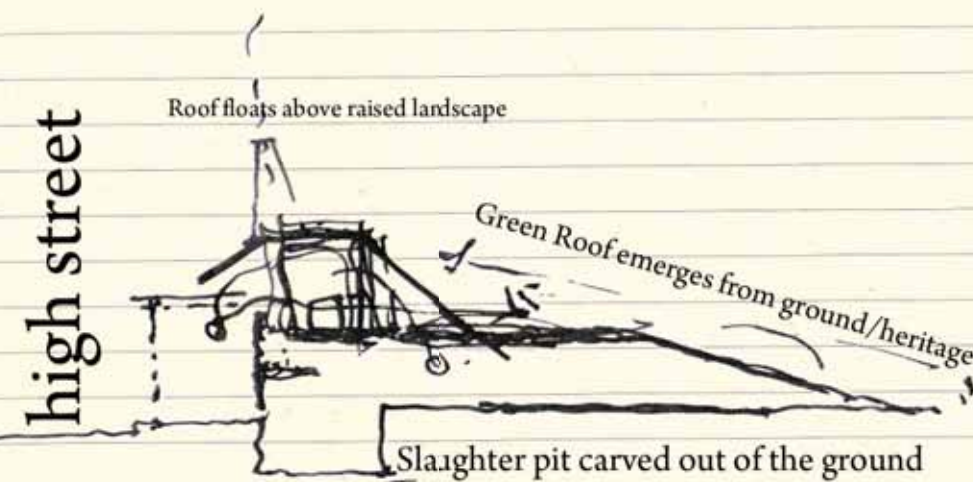 Roof floats above raised landscape
high street
Green Roof emerges from ground/heritage
Slaughter pit carved out of the ground